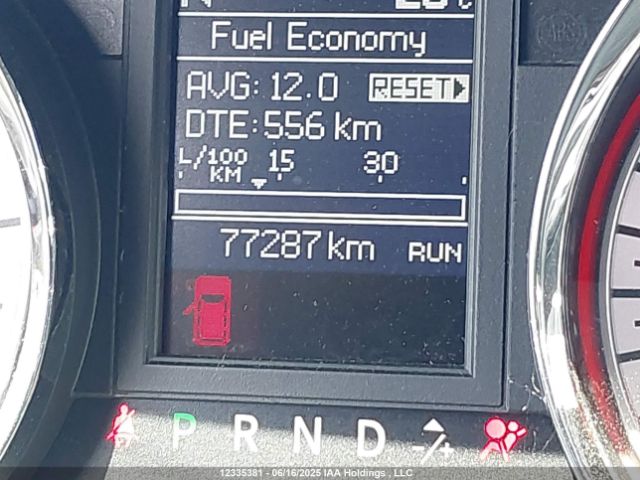 Fuel Economy
AVG: 12.0 RESET
DTE: 556 km
L/100 KM 15 30
77287 km RUN
P R N D
12335381 - 06/16/2025 IAA Holdings , LLC